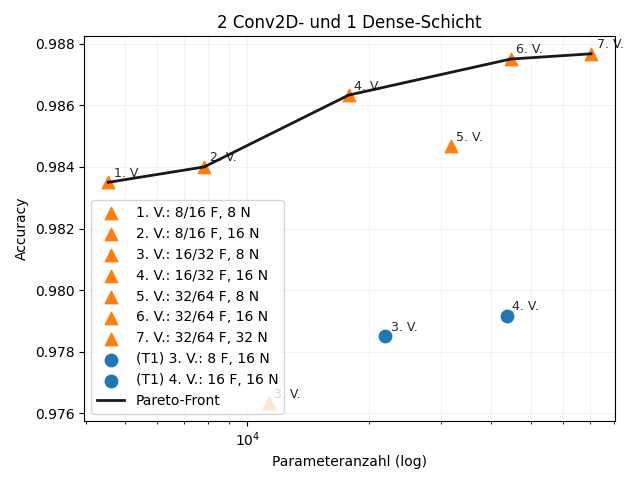 2 Conv2D- und 1 Dense-Schicht
0.988
0.986
0.984
0.982
0.980
0.978
0.976
Accuracy
1. V.
2. V.
3. V.
4. V.
5. V.
6. V.
7. V.
3. V.
4. V.
1. V.: 8/16 F, 8 N
2. V.: 8/16 F, 16 N
3. V.: 16/32 F, 8 N
4. V.: 16/32 F, 16 N
5. V.: 32/64 F, 8 N
6. V.: 32/64 F, 16 N
7. V.: 32/64 F, 32 N
(T1) 3. V.: 8 F, 16 N
(T1) 4. V.: 16 F, 16 N
Pareto-Front
10⁴
Parameteranzahl (log)